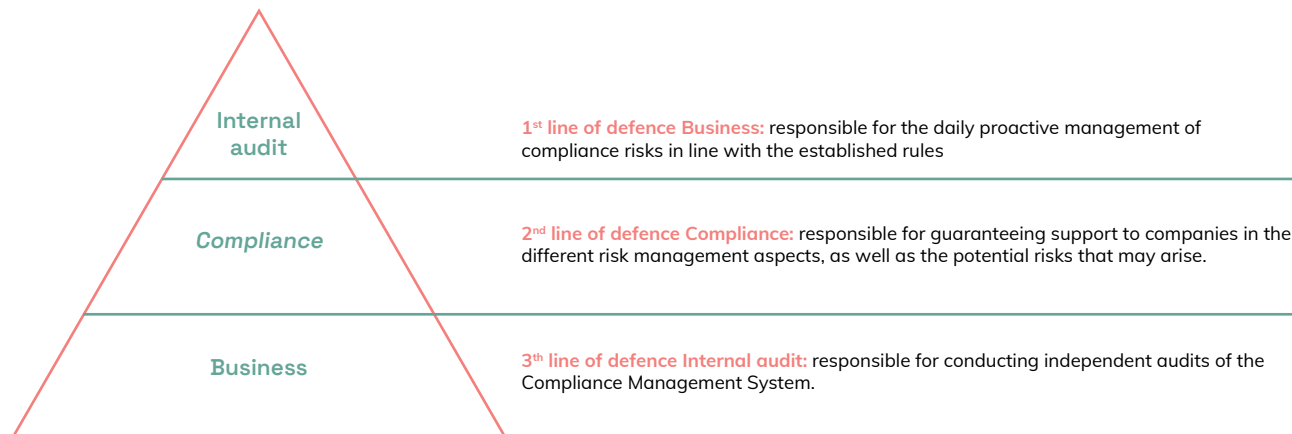 Internal
audit
1st line of defence Business: responsible for the daily proactive management of
compliance risks in line with the established rules
Compliance
2nd line of defence Compliance: responsible for guaranteeing support to companies in the
different risk management aspects, as well as the potential risks that may arise.
Business
3th line of defence Internal audit: responsible for conducting independent audits of the
Compliance Management System.